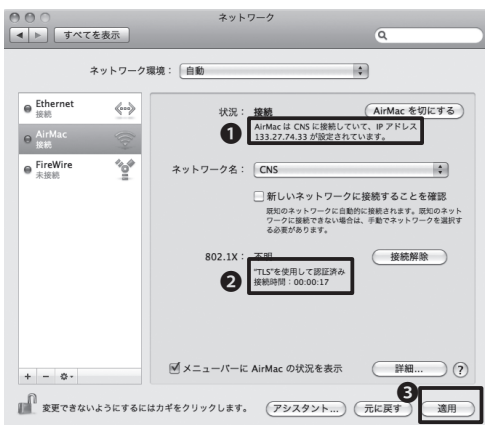 ネットワーク
すべてを表示
ネットワーク環境： 自動
Ethernet
接続
AirMac
接続
FireWire
未接続
状況： 接続
AirMac を切にする
❶ AirMac は CNS に接続していて、IP アドレス
133.27.74.33 が設定されています。
ネットワーク名： CNS
新しいネットワークに接続することを確認
既知のネットワークに自動的に接続されます。既知のネット
ワークに接続できない場合は、手動でネットワークを選択す
る必要があります。
802.1X： 不明
接続解除
❷ "TLS"を使用して認証済み
接続時間：00:00:17
メニューバーに AirMac の状況を表示
詳細... ?
+ −
❸
変更できないようにするにはカギをクリックします。
アシスタント... 元に戻す 適用